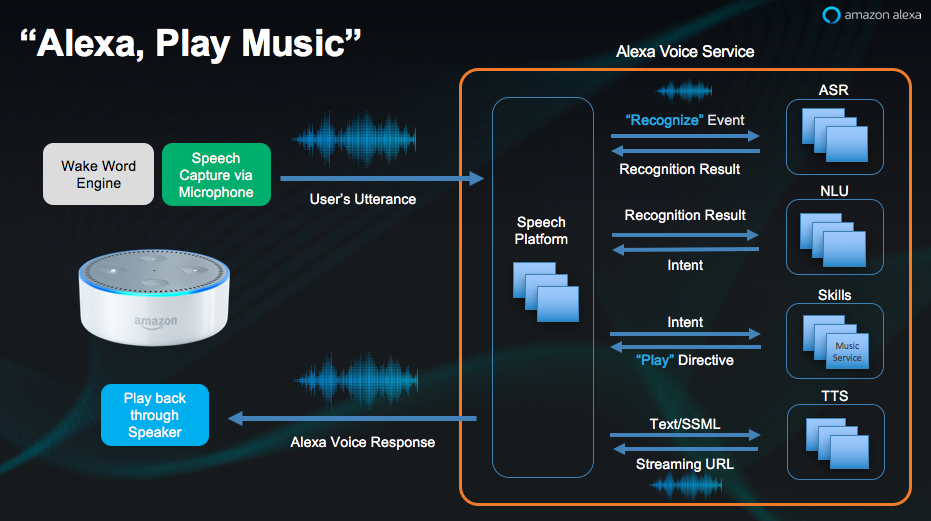 amazon alexa
“Alexa, Play Music”
Alexa Voice Service
Wake Word
Engine
Speech
Capture via
Microphone
User’s Utterance
Speech
Platform
“Recognize” Event
Recognition Result
ASR
Recognition Result
Intent
NLU
Intent
“Play” Directive
Skills
Music
Service
Text/SSML
Streaming URL
TTS
amazon
Play back
through
Speaker
Alexa Voice Response